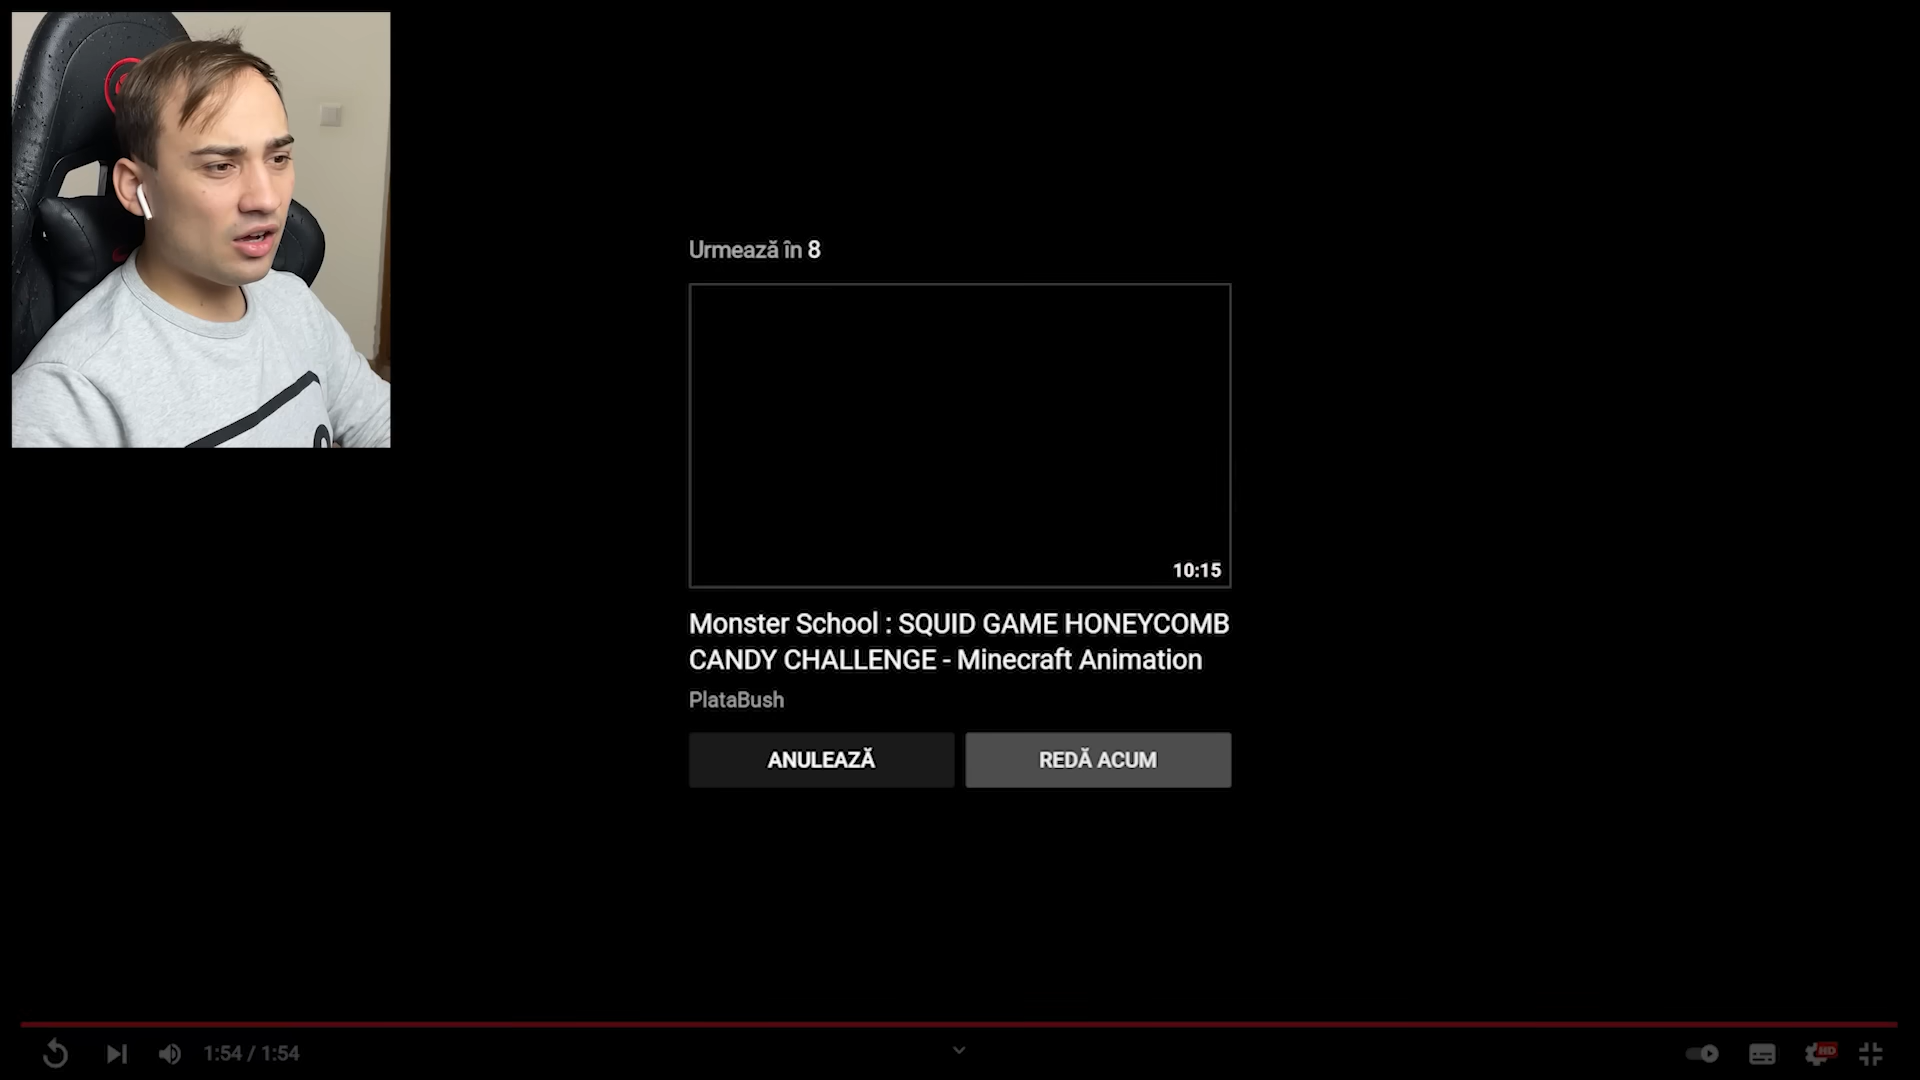 Urmează în 8
10:15
Monster School : SQUID GAME HONEYCOMB
CANDY CHALLENGE - Minecraft Animation
PlataBush
ANULEAZĂ
REDĂ ACUM
1:54 / 1:54
HD